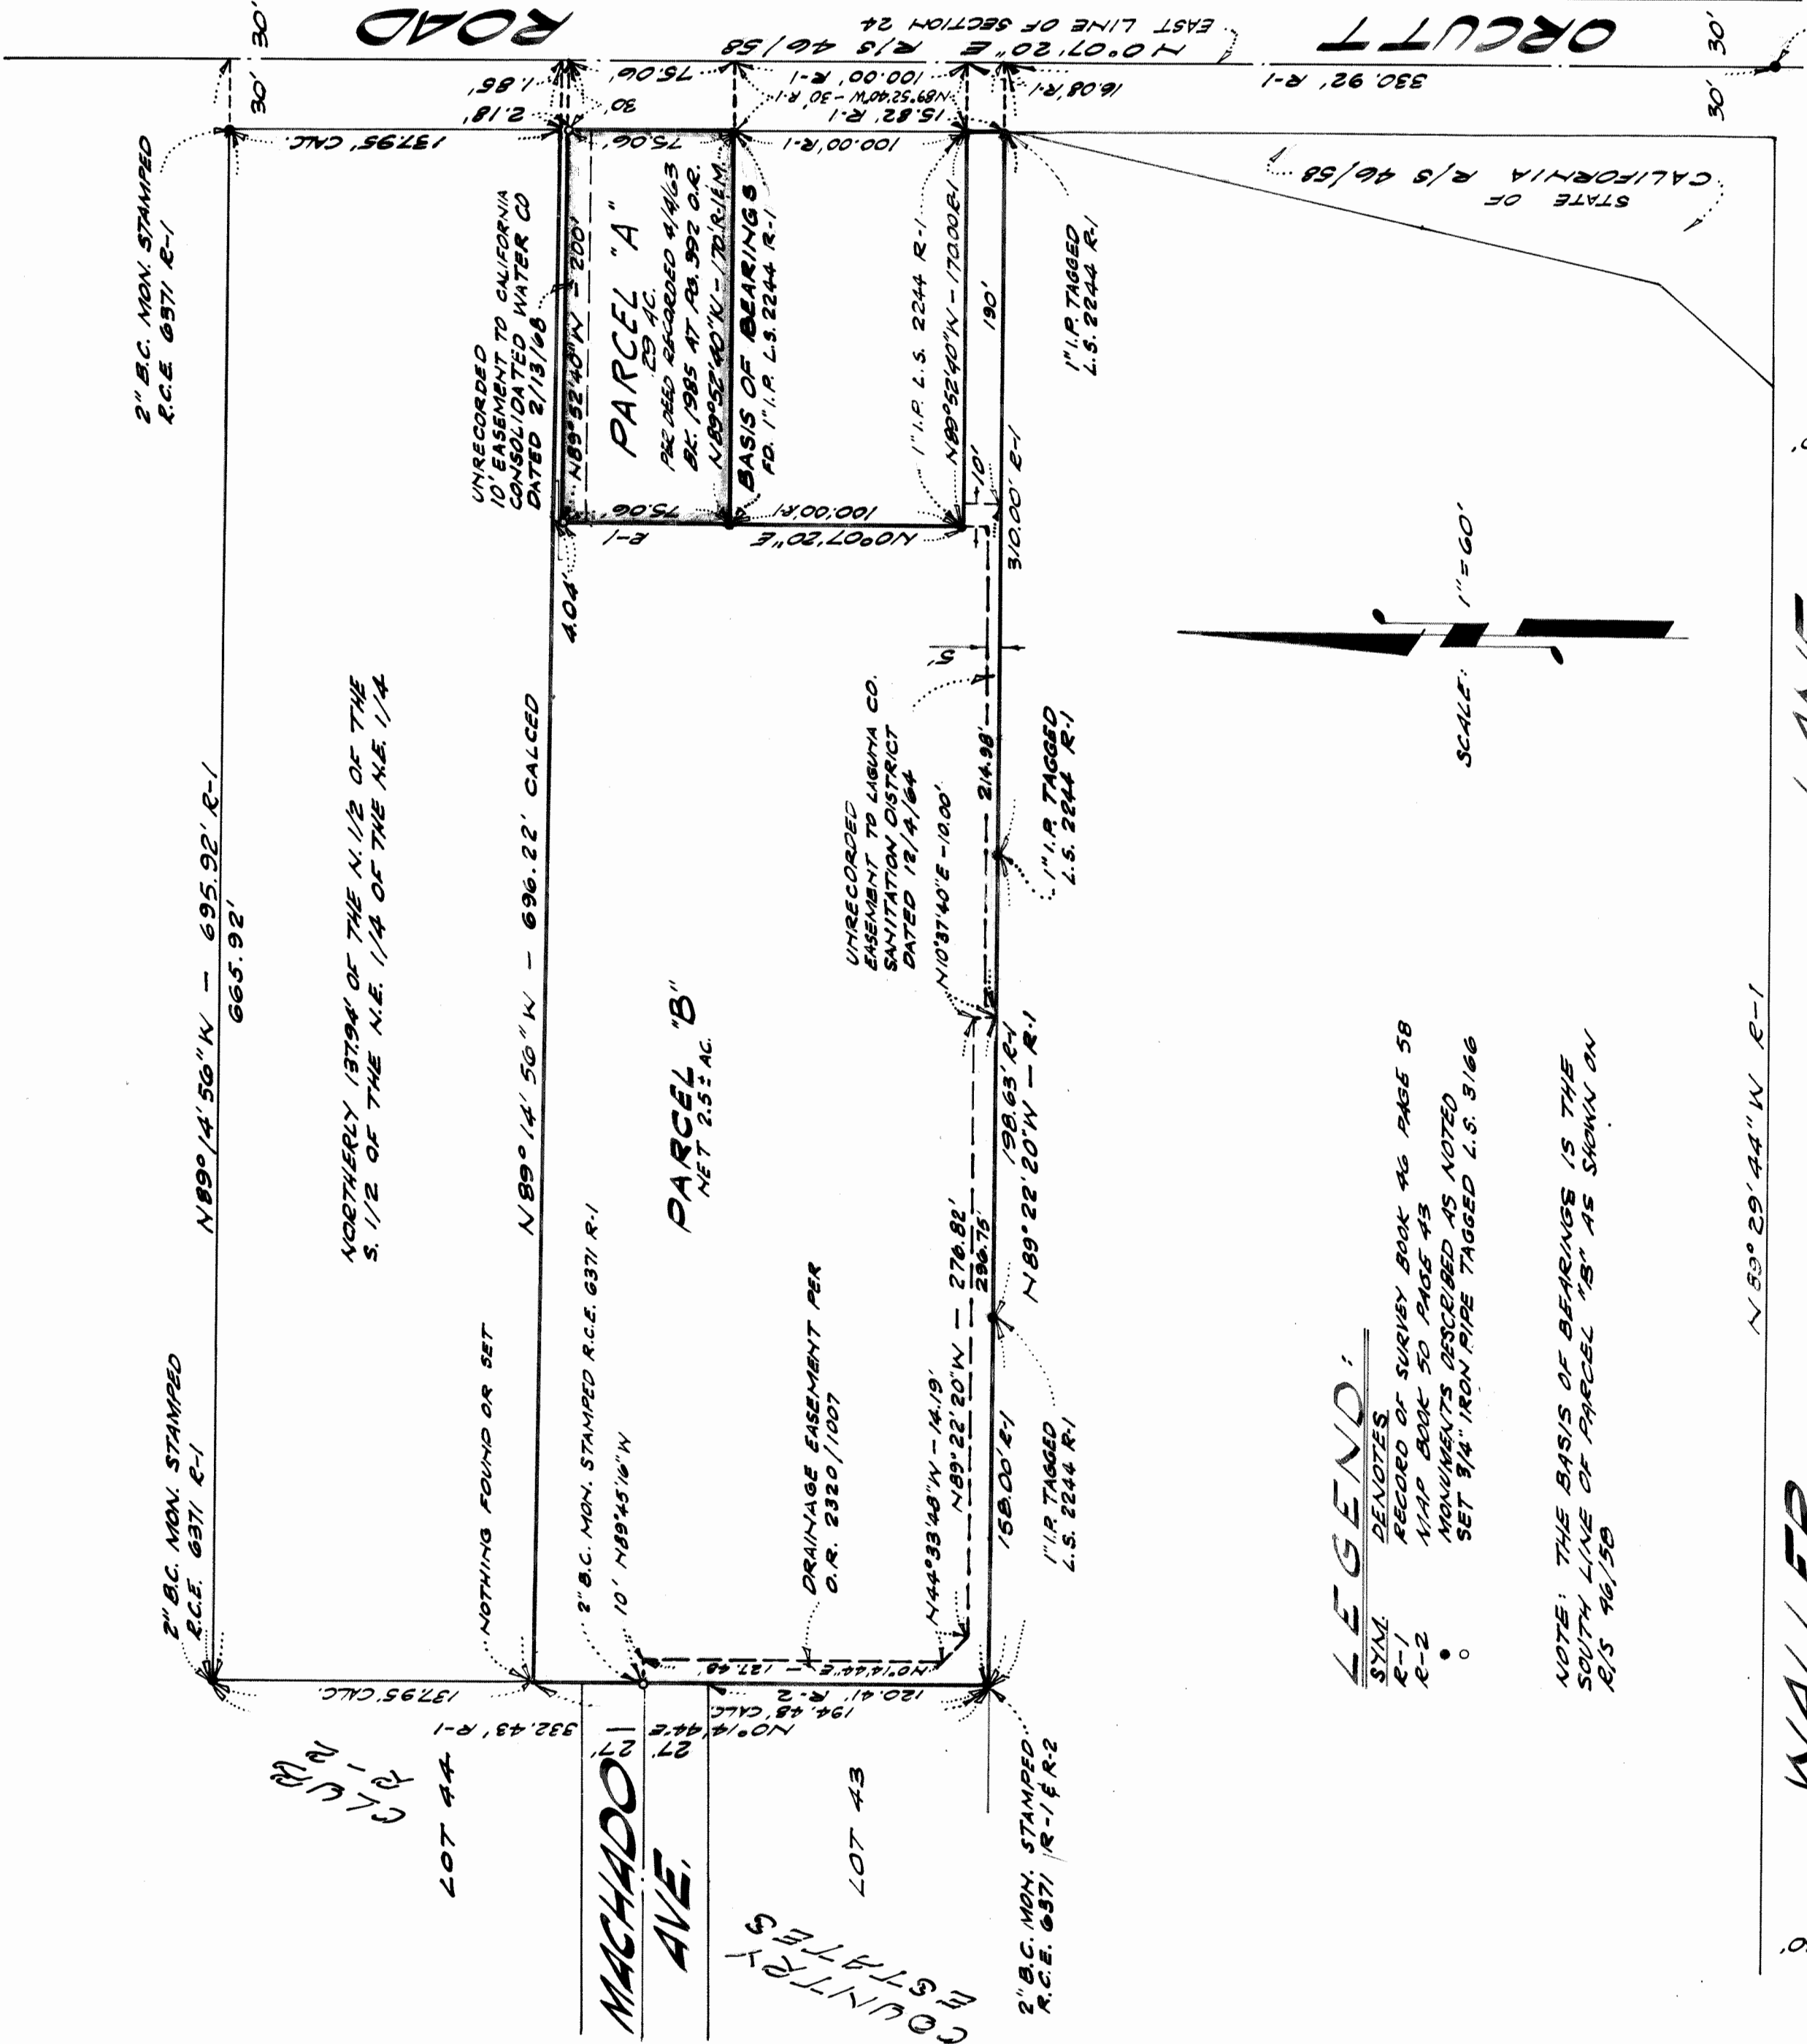 ORCUTT
ROAD
30'
30'
N 0°07'20" E R/S 46/58
EAST LINE OF SECTION 24
330.92' R-1
30'
30'
16.08' R-1
100.00' R-1
75.06'
1.86'
N89°52'40"W - 30' R-1
15.82' R-1
30'
2.18'
137.95' CALC.
75.06'
100.00' R-1
STATE OF
CALIFORNIA R/S 46/58
2" B.C. MON. STAMPED
R.C.E. 6371 R-1
UNRECORDED
10' EASEMENT TO CALIFORNIA
CONSOLIDATED WATER CO
DATED 2/13/68
N89°52'40"W - 200'
PARCEL "A"
.29 AC.
PER DEED RECORDED 4/4/63
BK. 1985 AT PG. 992 O.R.
N89°52'40"W - 170' R-1 & M.
BASIS OF BEARINGS
FD. 1" I.P. L.S. 2244 R-1
1" I.P. L.S. 2244 R-1
N89°52'40"W - 170.00 R-1
190'
10'
310.00' R-1
1" I.P. TAGGED
L.S. 2244 R-1
75.06'
R-1
100.00' R-1
N0°07'20"E
4.04'
N89°14'56"W - 695.92' R-1
665.92'
NORTHERLY 137.94' OF THE N.1/2 OF THE
S. 1/2 OF THE N.E. 1/4 OF THE N.E. 1/4
N89°14'56"W - 696.22' CALCED
5'
UNRECORDED
EASEMENT TO LAGUNA CO.
SANITATION DISTRICT
DATED 12/4/64
N10°37'40"E - 10.00'
214.98'
1" I.P. TAGGED
L.S. 2244 R-1
SCALE: 1" = 60'
PARCEL "B"
NET 2.5± AC.
198.63' R-1
N89°22'20"W - R-1
2" B.C. MON. STAMPED
R.C.E. 6371 R-1
NOTHING FOUND OR SET
2" B.C. MON. STAMPED R.C.E. 6371 R-1
10' N89°45'16"W
DRAINAGE EASEMENT PER
O.R. 2320/1007
N44°33'48"W - 14.19'
N89°22'20"W - 276.82'
296.75'
158.00' R-1
1" I.P. TAGGED
L.S. 2244 R-1
N0°14'44"E - 127.48'
137.95' CALC.
120.41' R-2
194.48' CALC.
N0°14'44"E - 332.43' R-1
27'
27'
LOT 44
MACHADO
AVE.
LOT 43
COUNTRY
ESTATES
2" B.C. MON. STAMPED
R.C.E. 6371 R-1 & R-2
LEGEND:
SYM. DENOTES
R-1 RECORD OF SURVEY BOOK 46 PAGE 58
R-2 MAP BOOK 50 PAGE 43
● MONUMENTS DESCRIBED AS NOTED
○ SET 3/4" IRON PIPE TAGGED L.S. 3166
NOTE: THE BASIS OF BEARINGS IS THE
SOUTH LINE OF PARCEL "B" AS SHOWN ON
R/S 46/58
N 89°29'44" W R-1
WALLER LANE